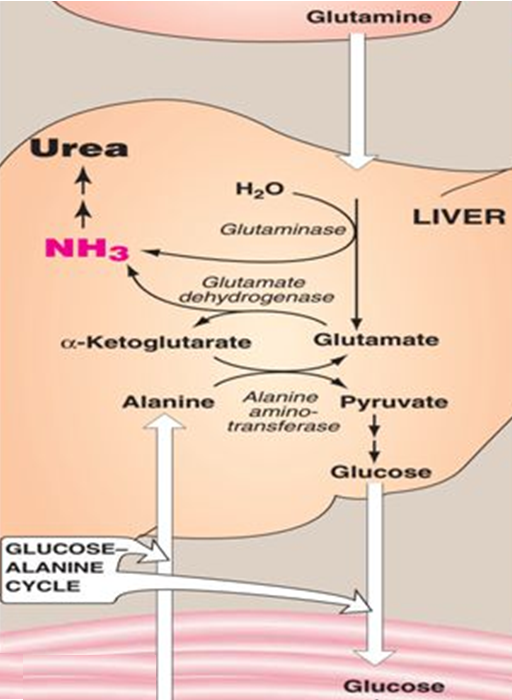 Glutamine
Urea
H₂O
LIVER
Glutaminase
NH₃
Glutamate
dehydrogenase
α-Ketoglutarate
Glutamate
Alanine
Alanine
amino-
transferase
Pyruvate
Glucose
GLUCOSE–
ALANINE
CYCLE
Glucose